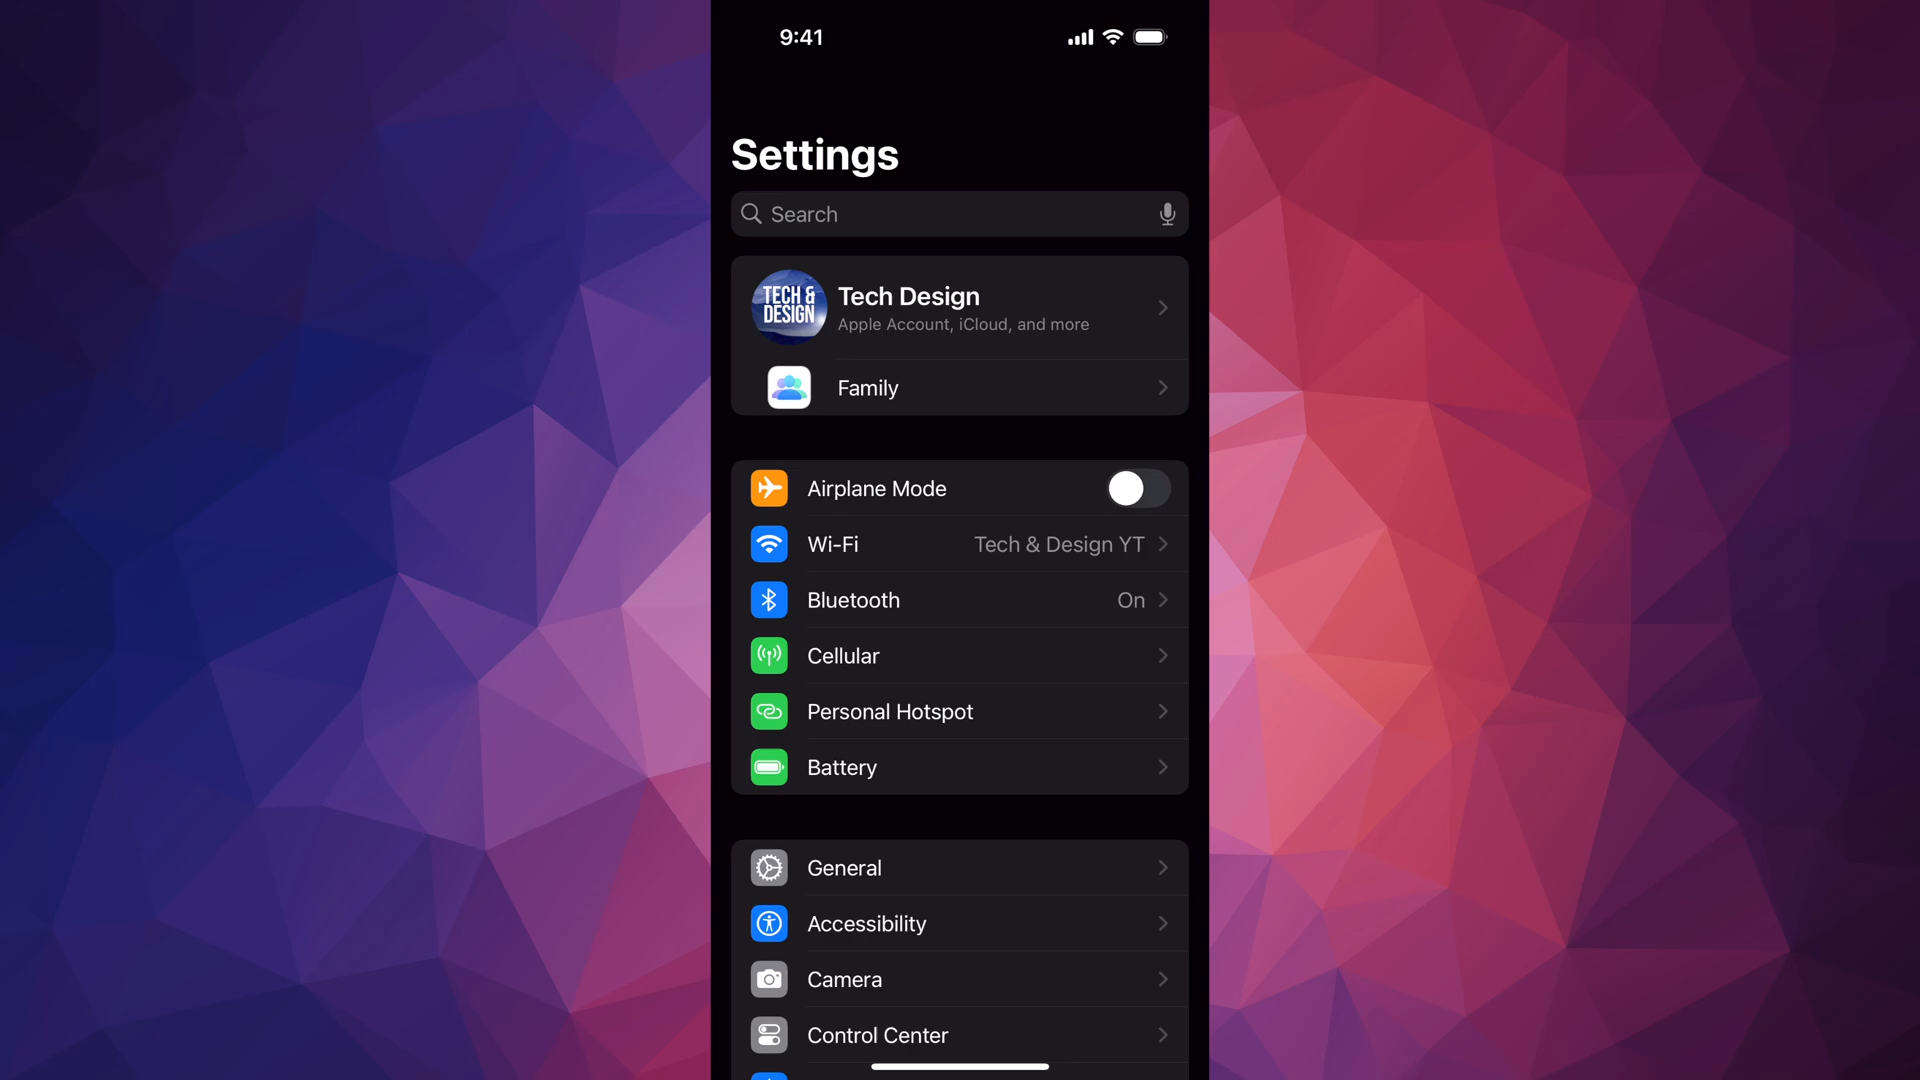 9:41
Settings
Search
TECH &
DESIGN
Tech Design
Apple Account, iCloud, and more
Family
Airplane Mode
Wi-Fi Tech & Design YT
Bluetooth On
Cellular
Personal Hotspot
Battery
General
Accessibility
Camera
Control Center